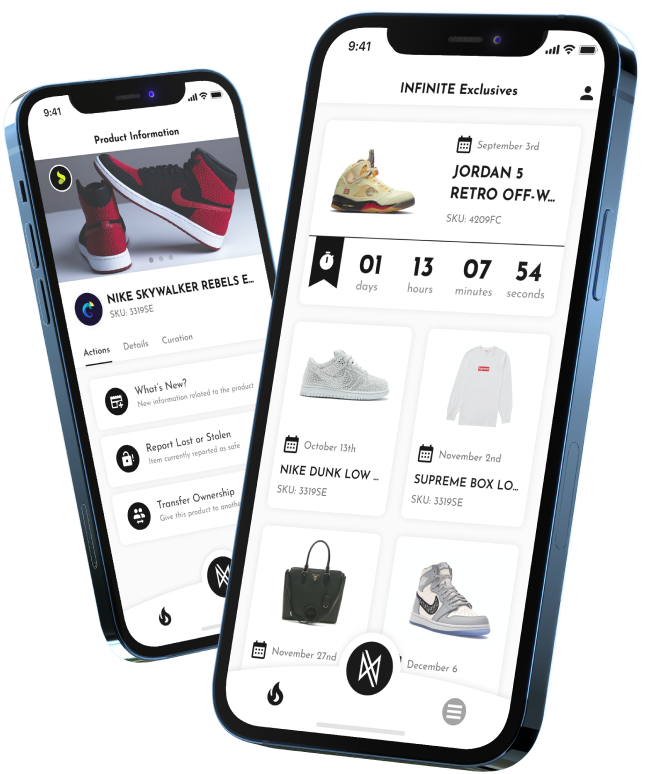 9:41
Product Information
NIKE SKYWALKER REBELS E...
SKU: 3319SE
Actions Details Curation
What's New?
New information related to the product
Report Lost or Stolen
Item currently reported as safe
Transfer Ownership
Give this product to anothe
9:41
INFINITE Exclusives
September 3rd
JORDAN 5
RETRO OFF-W...
SKU: 4209FC
01 13 07 54
days hours minutes seconds
October 13th
NIKE DUNK LOW ...
SKU: 3319SE
Supreme
November 2nd
SUPREME BOX LO...
SKU: 3319SE
November 27nd
December 6